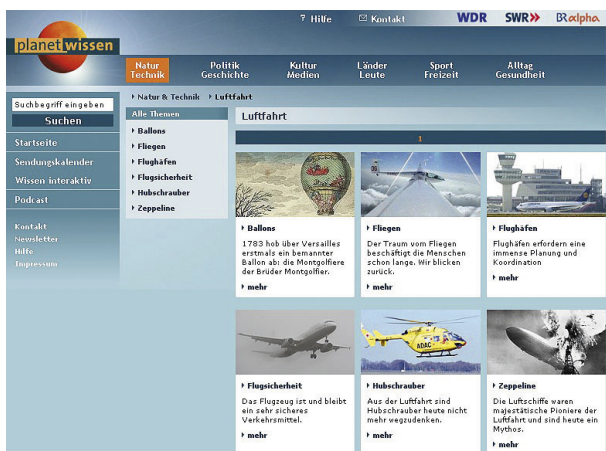 ? Hilfe
Kontakt
WDR
SWR»
BRalpha
planet wissen
Natur
Technik
Politik
Geschichte
Kultur
Medien
Länder
Leute
Sport
Freizeit
Alltag
Gesundheit
Suchbegriff eingeben
Suchen
Startseite
Sendungskalender
Wissen interaktiv
Podcast
Kontakt
Newsletter
Hilfe
Impressum
Natur & Technik Luftfahrt
Alle Themen
Ballons
Fliegen
Flughäfen
Flugsicherheit
Hubschrauber
Zeppeline
Luftfahrt
1
Ballons
1783 hob über Versailles
erstmals ein bemannter
Ballon ab: die Montgolfiere
der Brüder Montgolfier.
mehr
Fliegen
Der Traum vom Fliegen
beschäftigt die Menschen
schon lange. Wir blicken
zurück.
mehr
Flughäfen
Flughäfen erfordern eine
immense Planung und
Koordination
mehr
Flugsicherheit
Das Flugzeug ist und bleibt
ein sehr sicheres
Verkehrsmittel.
mehr
ADAC
Hubschrauber
Aus der Luftfahrt sind
Hubschrauber heute nicht
mehr wegzudenken.
mehr
Zeppeline
Die Luftschiffe waren
majestätische Pioniere der
Luftfahrt und sind heute ein
Mythos.
mehr